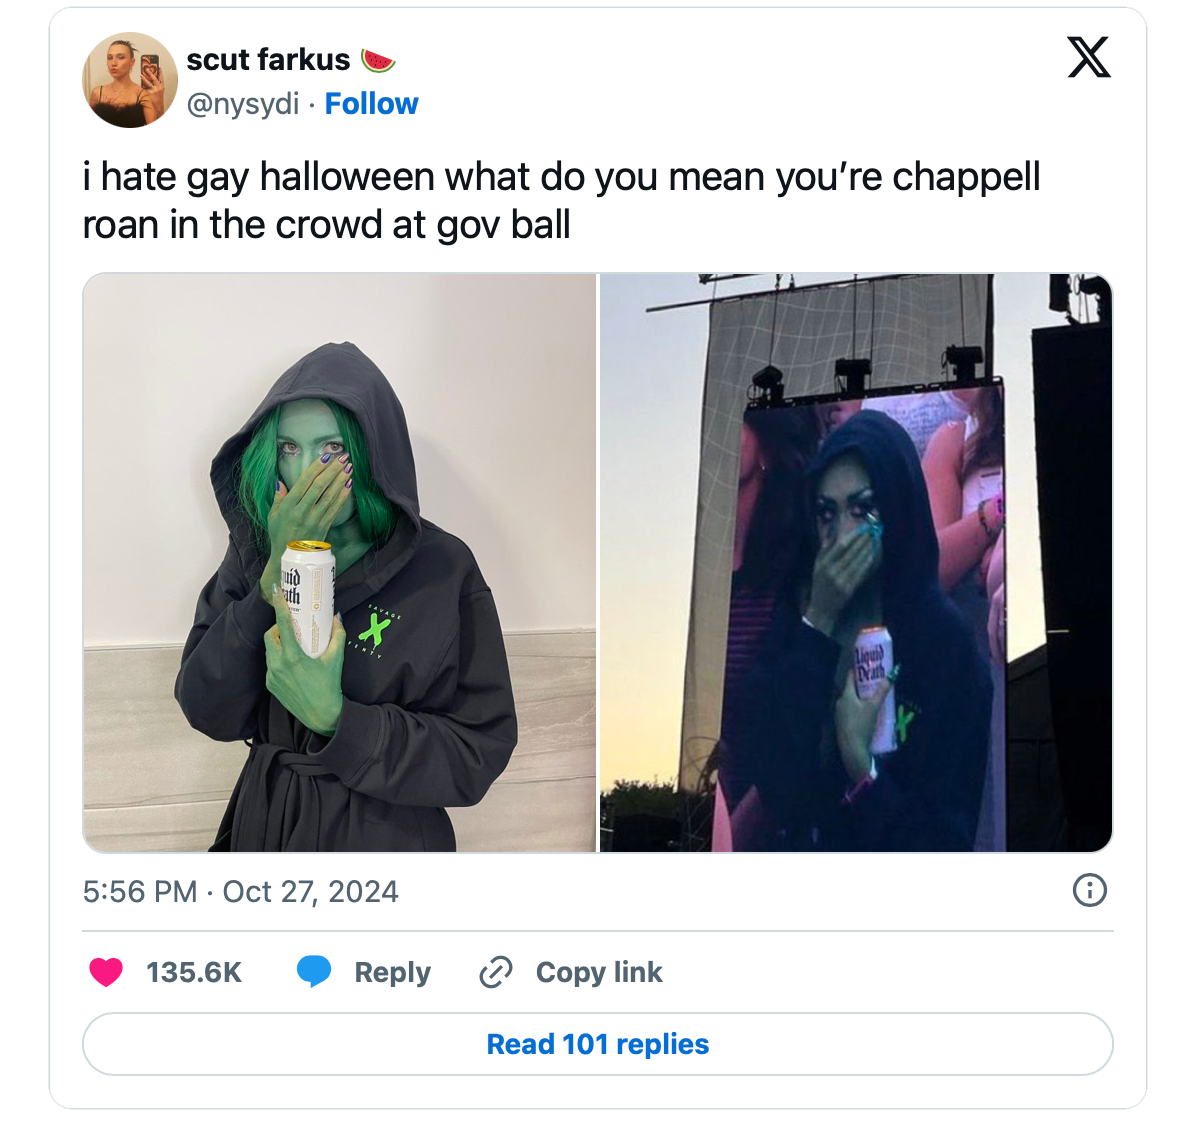 scut farkus 🍉
@nysydi · Follow
i hate gay halloween what do you mean you’re chappell
roan in the crowd at gov ball
uid
ath
SAVAGE
X
FENTY
Liquid
Death
X
5:56 PM · Oct 27, 2024
135.6K Reply Copy link
Read 101 replies